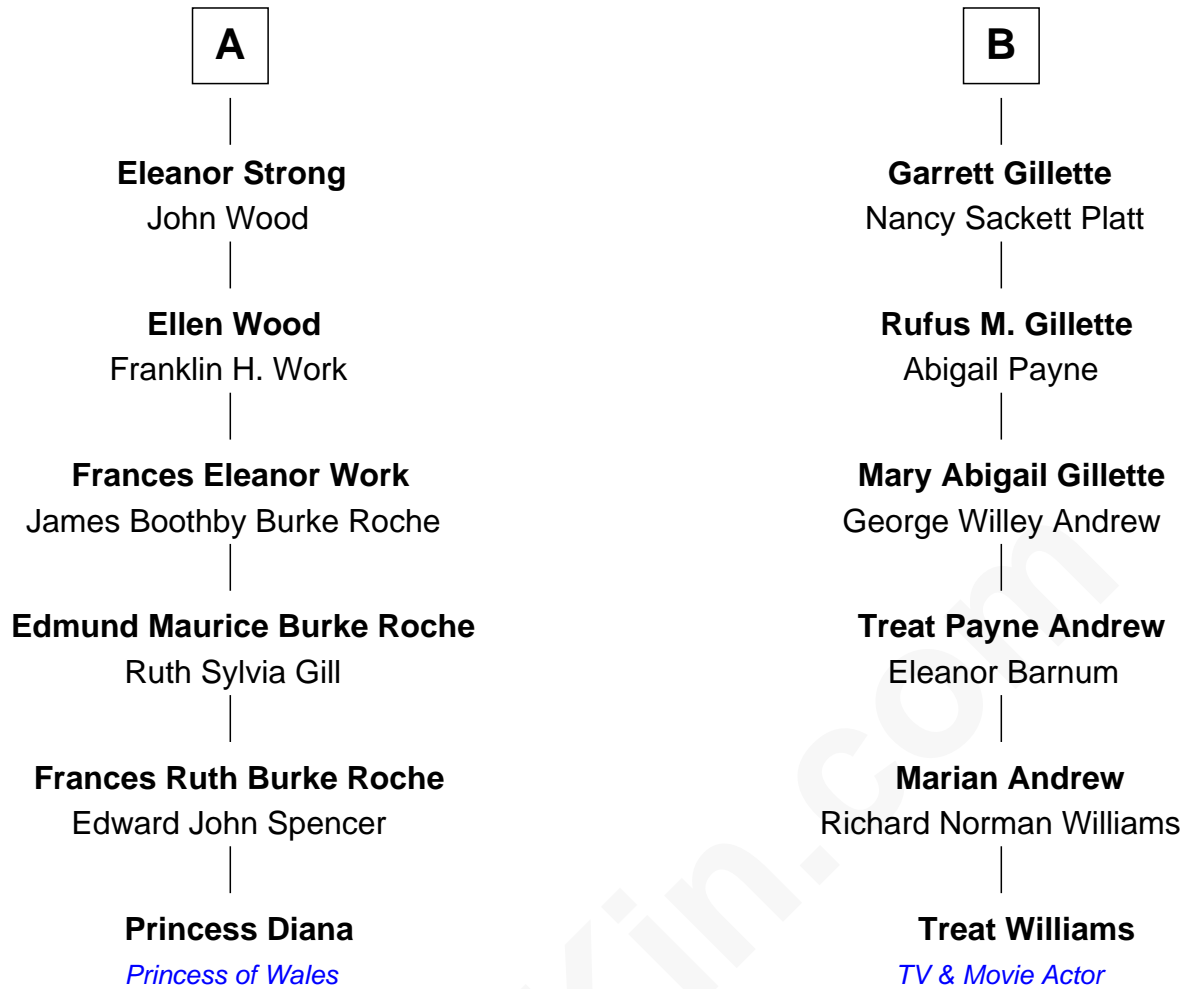 A
Eleanor Strong
John Wood
Ellen Wood
Franklin H. Work
Frances Eleanor Work
James Boothby Burke Roche
Edmund Maurice Burke Roche
Ruth Sylvia Gill
Frances Ruth Burke Roche
Edward John Spencer
Princess Diana
Princess of Wales
B
Garrett Gillette
Nancy Sackett Platt
Rufus M. Gillette
Abigail Payne
Mary Abigail Gillette
George Willey Andrew
Treat Payne Andrew
Eleanor Barnum
Marian Andrew
Richard Norman Williams
Treat Williams
TV & Movie Actor
Kin.com